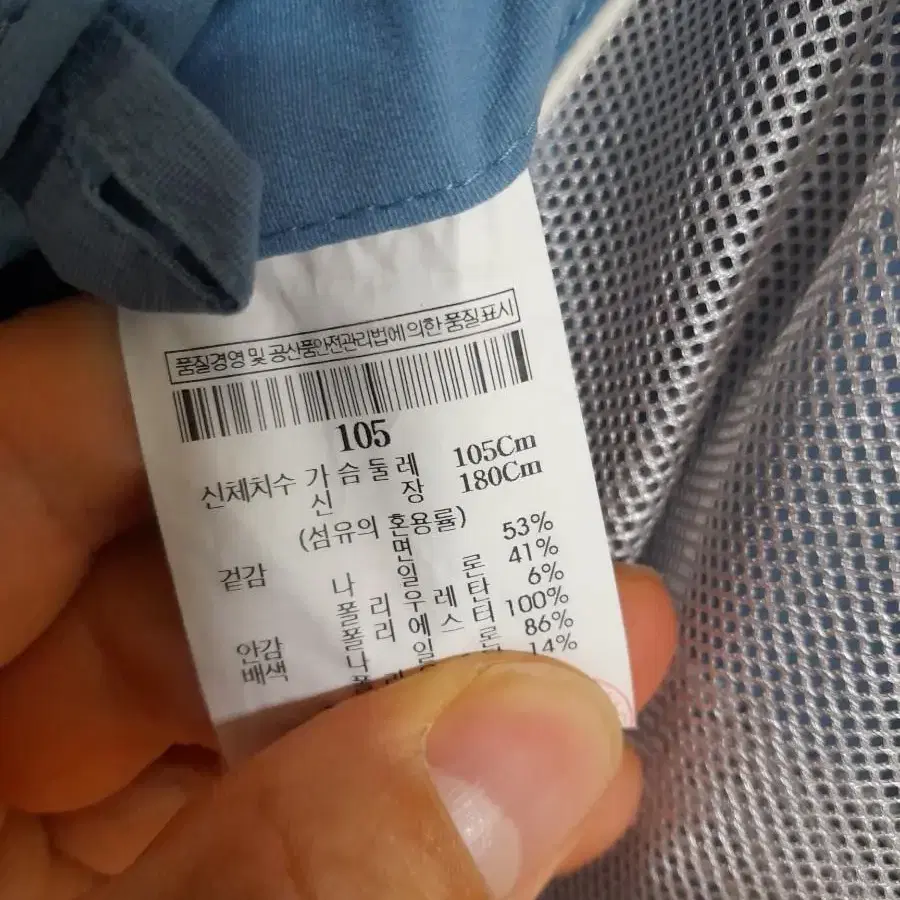 품질경영 및 공산품안전관리법에 의한 품질표시
105
신체치수 가슴둘레 105Cm
신장 180Cm
(섬유의 혼용률)
겉감 면 53%
나일론 41%
폴리우레탄 6%
안감 폴리에스터 100%
배색 나일론 86%
14%